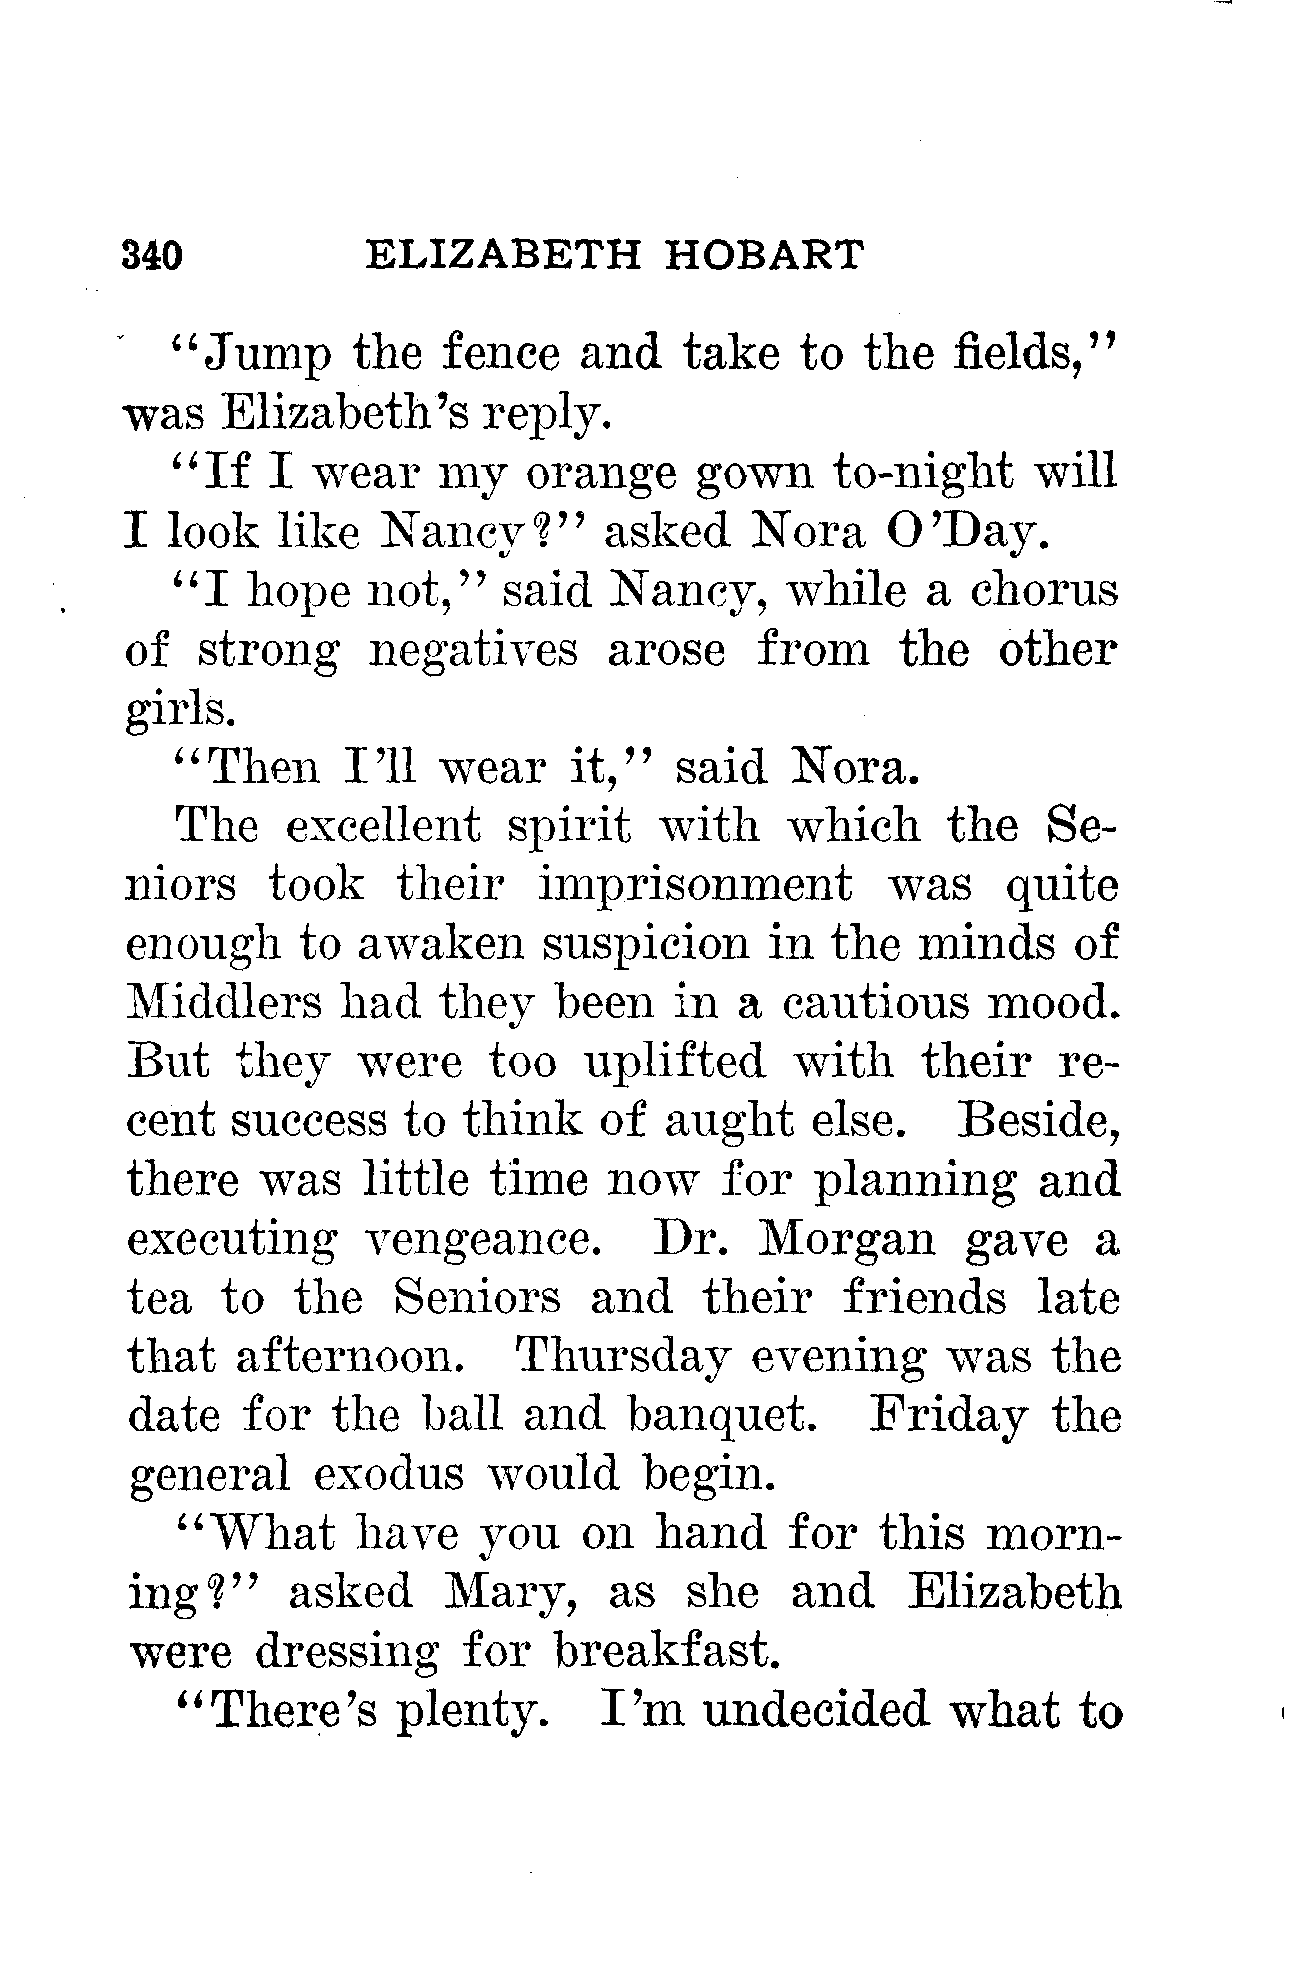 340 ELIZABETH HOBART
"Jump the fence and take to the fields,"
was Elizabeth's reply.
"If I wear my orange gown to-night will
I look like Nancy?" asked Nora O'Day.
"I hope not," said Nancy, while a chorus
of strong negatives arose from the other
girls.
"Then I'll wear it," said Nora.
The excellent spirit with which the Se-
niors took their imprisonment was quite
enough to awaken suspicion in the minds of
Middlers had they been in a cautious mood.
But they were too uplifted with their re-
cent success to think of aught else. Beside,
there was little time now for planning and
executing vengeance. Dr. Morgan gave a
tea to the Seniors and their friends late
that afternoon. Thursday evening was the
date for the ball and banquet. Friday the
general exodus would begin.
"What have you on hand for this morn-
ing?" asked Mary, as she and Elizabeth
were dressing for breakfast.
"There's plenty. I'm undecided what to